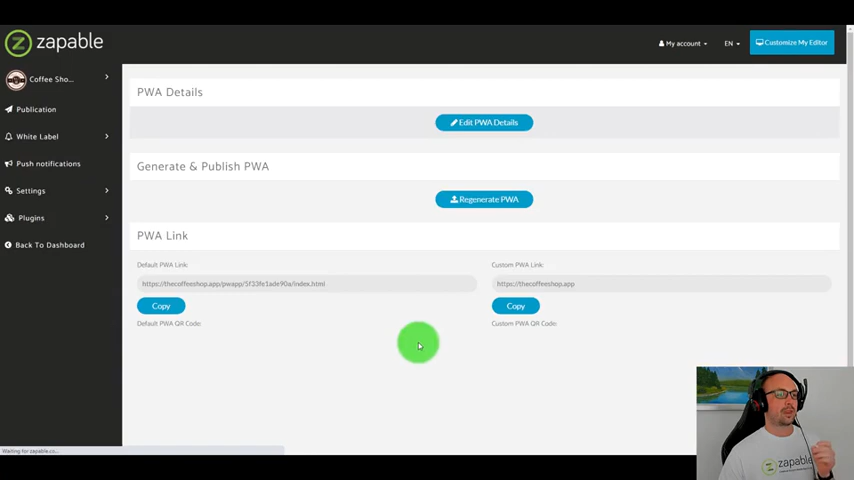 zapable
My account
EN
Customize My Editor
Coffee Sho...
Publication
White Label
Push notifications
Settings
Plugins
Back To Dashboard
PWA Details
Edit PWA Details
Generate & Publish PWA
Regenerate PWA
PWA Link
Default PWA Link:
https://thecoffeeshop.app/pwapp/5f33fe1ade90a/index.html
Copy
Default PWA QR Code:
Custom PWA Link:
https://thecoffeeshop.app
Copy
Custom PWA QR Code:
Waiting for zapable.co...
zapable